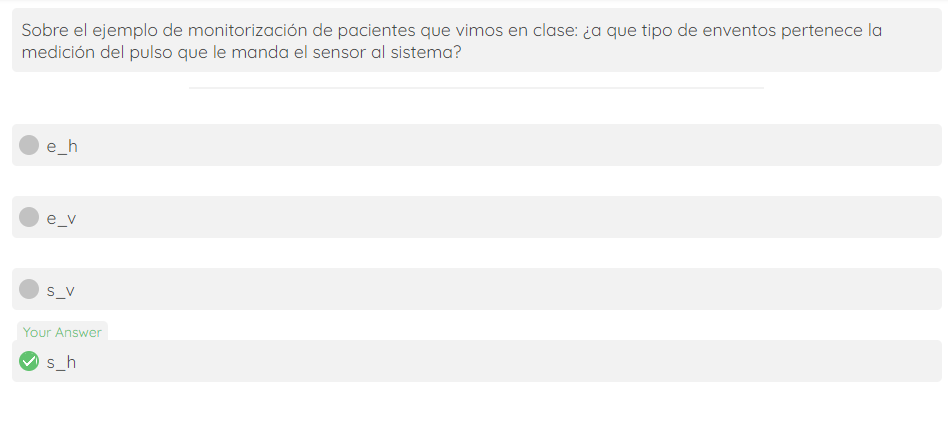 Sobre el ejemplo de monitorización de pacientes que vimos en clase: ¿a que tipo de enventos pertenece la
medición del pulso que le manda el sensor al sistema?
e_h
e_v
s_v
Your Answer
s_h